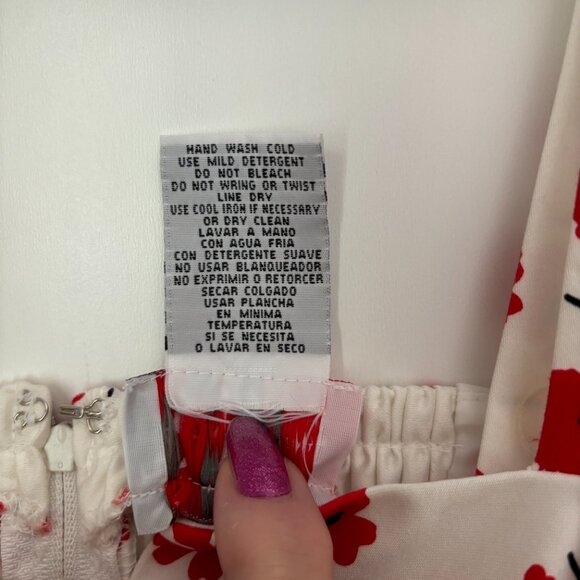 HAND WASH COLD
USE MILD DETERGENT
DO NOT BLEACH
DO NOT WRING OR TWIST
LINE DRY
USE COOL IRON IF NECESSARY
OR DRY CLEAN
LAVAR A MANO
CON AGUA FRIA
CON DETERGENTE SUAVE
NO USAR BLANQUEADOR
NO EXPRIMIR O RETORCER
SECAR COLGADO
USAR PLANCHA
EN MINIMA
TEMPERATURA
SI SE NECESITA
O LAVAR EN SECO